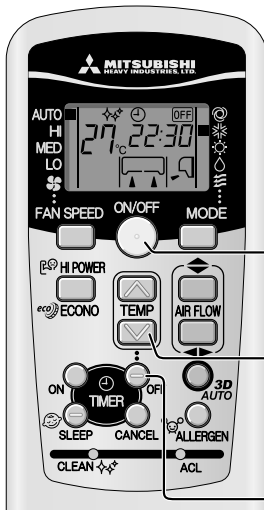 MITSUBISHI
HEAVY INDUSTRIES, LTD.
AUTO
HI
MED
LO
OFF
27°C 22:30
FAN SPEED
ON/OFF
MODE
HI POWER
eco ECONO
TEMP
AIR FLOW
ON
OFF
TIMER
3D
AUTO
SLEEP
CANCEL
ALLERGEN
CLEAN
ACL